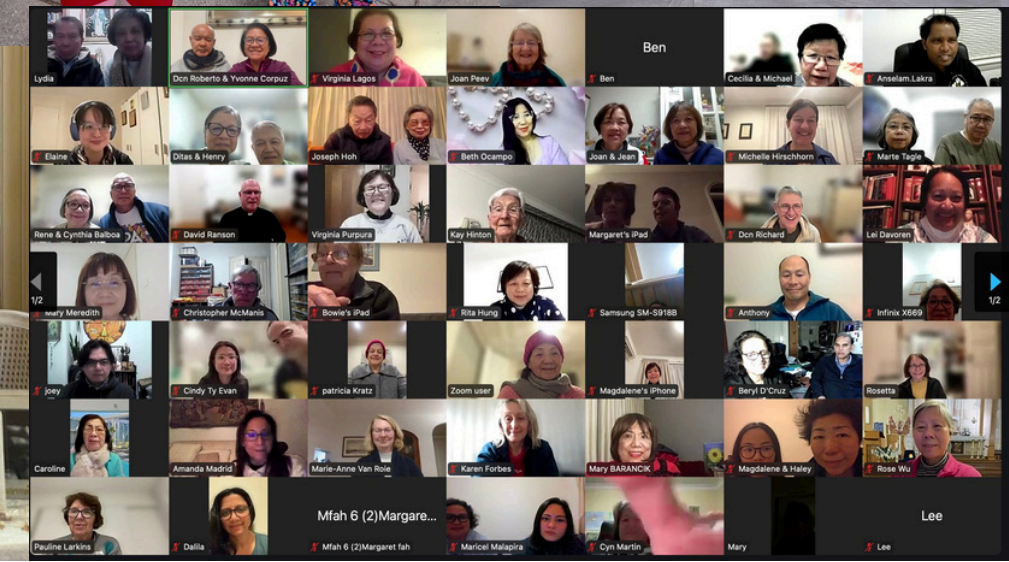 Lydia
Dcn Roberto & Yvonne Corpuz
Virginia Lagos
Joan Peev
Ben
Ben
Cecilia & Michael
Anselam.Lakra
Elaine
Ditas & Henry
Joseph Hoh
Beth Ocampo
Joan & Jean
Michelle Hirschhorn
Marte Tagle
Rene & Cynthia Balboa
David Ranson
Virginia Purpura
Kay Hinton
Margaret's iPad
Dcn Richard
Lei Davoren
1/2
Mary Meredith
Christopher McManis
Bowie's iPad
Rita Hung
Samsung SM-S918B
Anthony
Infinix X669
1/2
joey
Cindy Ty Evan
patricia Kratz
Zoom user
Magdalene's iPhone
Beryl D'Cruz
Rosetta
Caroline
Amanda Madrid
Marie-Anne Van Roie
Karen Forbes
Mary BARANCIK
Magdalene & Haley
Rose Wu
Pauline Larkins
Dalila
Mfah 6 (2)Margare...
Mfah 6 (2)Margaret fah
Maricel Malapira
Cyn Martin
Mary
Lee
Lee